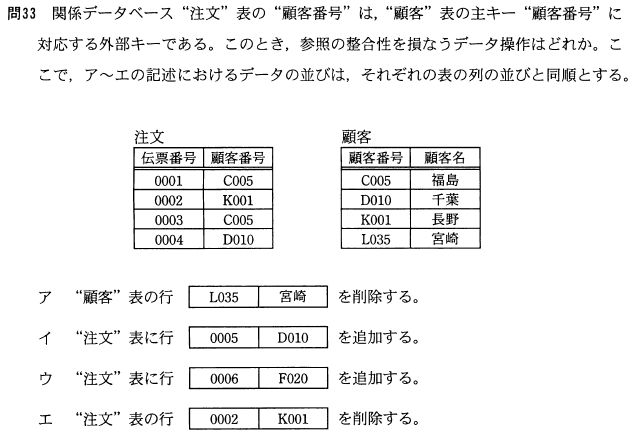 問33 関係データベース“注文”表の“顧客番号”は，“顧客”表の主キー“顧客番号”に
対応する外部キーである。このとき，参照の整合性を損なうデータ操作はどれか。こ
こで，ア～エの記述におけるデータの並びは，それぞれの表の列の並びと同順とする。
注文
伝票番号 顧客番号
0001 C005
0002 K001
0003 C005
0004 D010
顧客
顧客番号 顧客名
C005 福島
D010 千葉
K001 長野
L035 宮崎
ア “顧客”表の行 L035 宮崎 を削除する。
イ “注文”表に行 0005 D010 を追加する。
ウ “注文”表に行 0006 F020 を追加する。
エ “注文”表の行 0002 K001 を削除する。